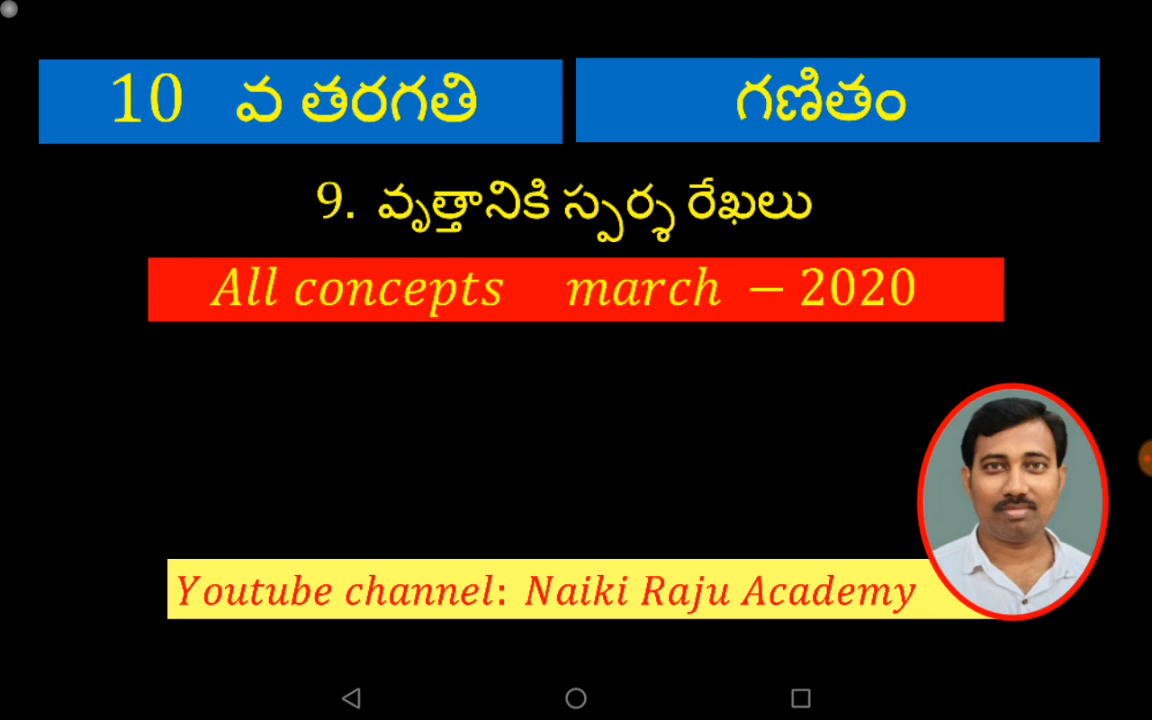 10 వ తరగతి గణితం
9. వృత్తానికి స్పర్శ రేఖలు
All concepts march – 2020
Youtube channel: Naiki Raju Academy